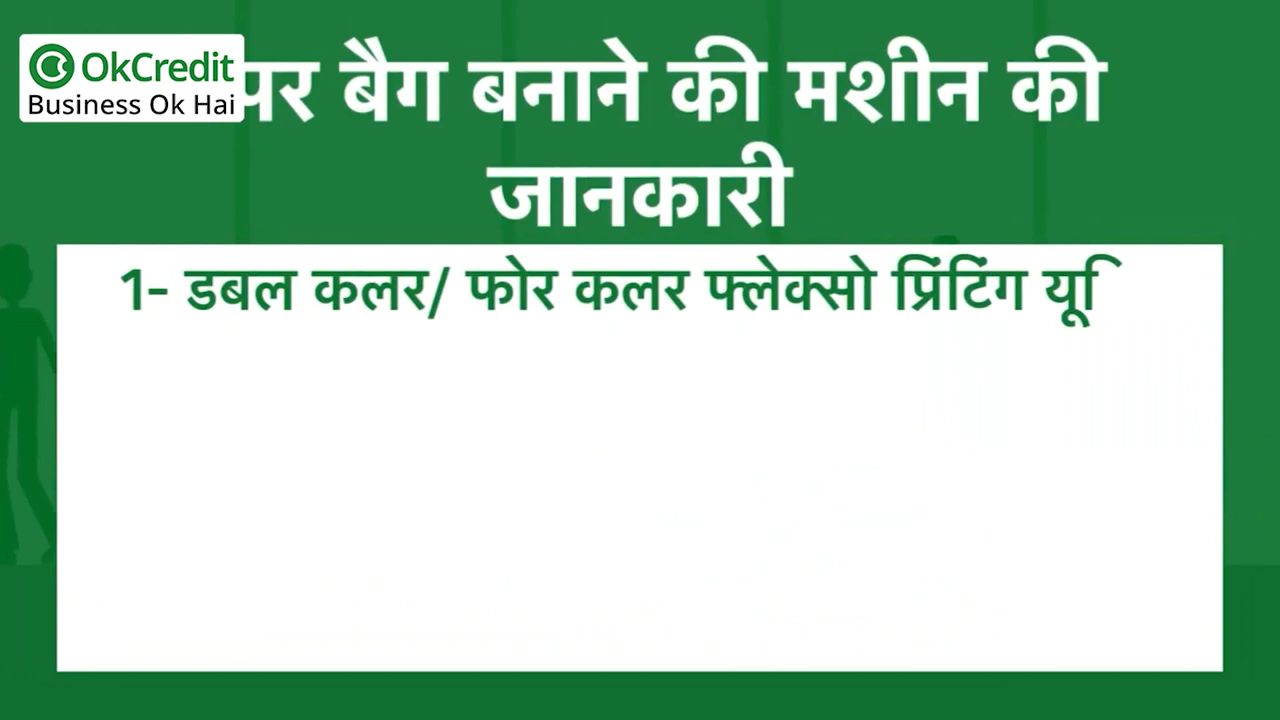 OkCredit
Business Ok Hai
पर बैग बनाने की मशीन की
जानकारी
1- डबल कलर/ फोर कलर फ्लेक्सो प्रिंटिंग यूि